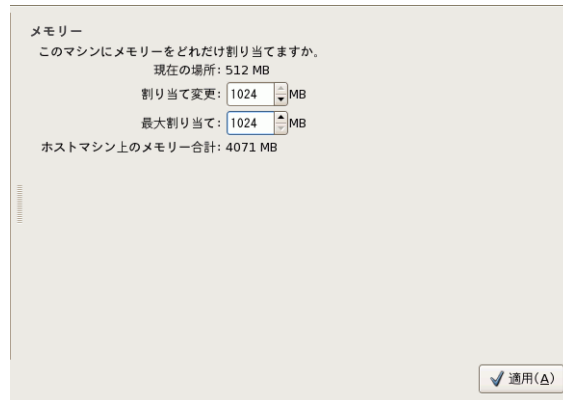 メモリー
このマシンにメモリーをどれだけ割り当てますか。
現在の場所: 512 MB
割り当て変更: 1024 MB
最大割り当て: 1024 MB
ホストマシン上のメモリー合計: 4071 MB
適用(A)